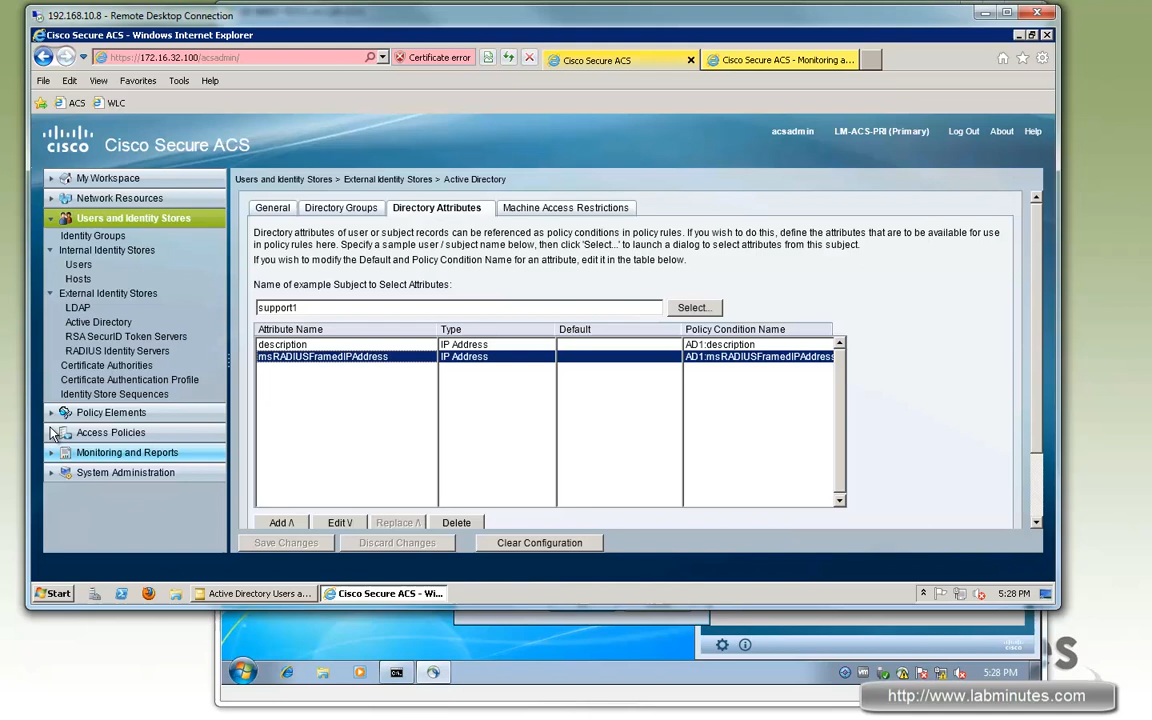 192.168.10.8 - Remote Desktop Connection
Cisco Secure ACS - Windows Internet Explorer
https://172.16.32.100/acsadmin/
Certificate error
Cisco Secure ACS
Cisco Secure ACS - Monitoring a...
File Edit View Favorites Tools Help
ACS WLC
CISCO Cisco Secure ACS
acsadmin LM-ACS-PRI (Primary) Log Out About Help
My Workspace
Network Resources
Users and Identity Stores
Identity Groups
Internal Identity Stores
Users
Hosts
External Identity Stores
LDAP
Active Directory
RSA SecurID Token Servers
RADIUS Identity Servers
Certificate Authorities
Certificate Authentication Profile
Identity Store Sequences
Policy Elements
Access Policies
Monitoring and Reports
System Administration
Users and Identity Stores > External Identity Stores > Active Directory
General Directory Groups Directory Attributes Machine Access Restrictions
Directory attributes of user or subject records can be referenced as policy conditions in policy rules. If you wish to do this, define the attributes that are to be available for use
in policy rules here. Specify a sample user / subject name below, then click 'Select...' to launch a dialog to select attributes from this subject.
If you wish to modify the Default and Policy Condition Name for an attribute, edit it in the table below.
Name of example Subject to Select Attributes:
support1 Select...
Attribute Name Type Default Policy Condition Name
description IP Address AD1:description
msRADIUSFramedIPAddress IP Address AD1:msRADIUSFramedIPAddress
Add /\ Edit \/ Replace /\ Delete
Save Changes Discard Changes Clear Configuration
Start Active Directory Users a... Cisco Secure ACS - Wi... 5:28 PM
5:28 PM
es
http://www.labminutes.com